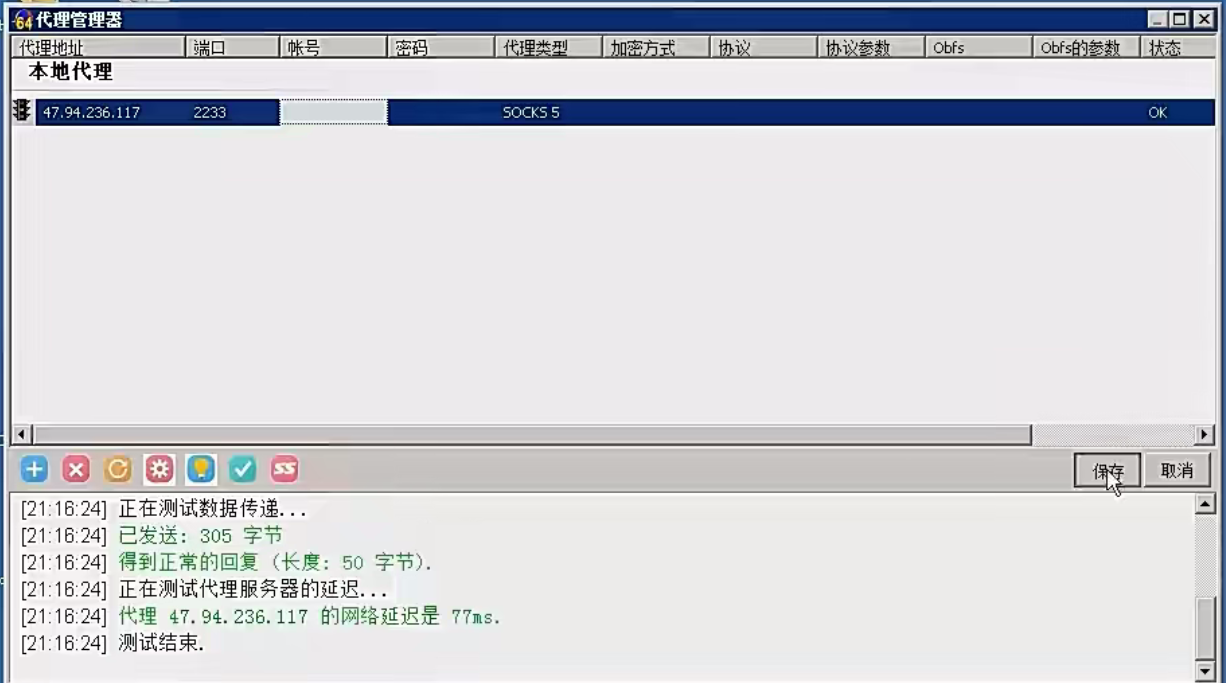 64 代理管理器
代理地址 端口 帐号 密码 代理类型 加密方式 协议 协议参数 Obfs Obfs的参数 状态
本地代理
47.94.236.117 2233 SOCKS 5 OK
SS 保存 取消
[21:16:24] 正在测试数据传递...
[21:16:24] 已发送: 305 字节
[21:16:24] 得到正常的回复 (长度: 50 字节).
[21:16:24] 正在测试代理服务器的延迟...
[21:16:24] 代理 47.94.236.117 的网络延迟是 77ms.
[21:16:24] 测试结束.